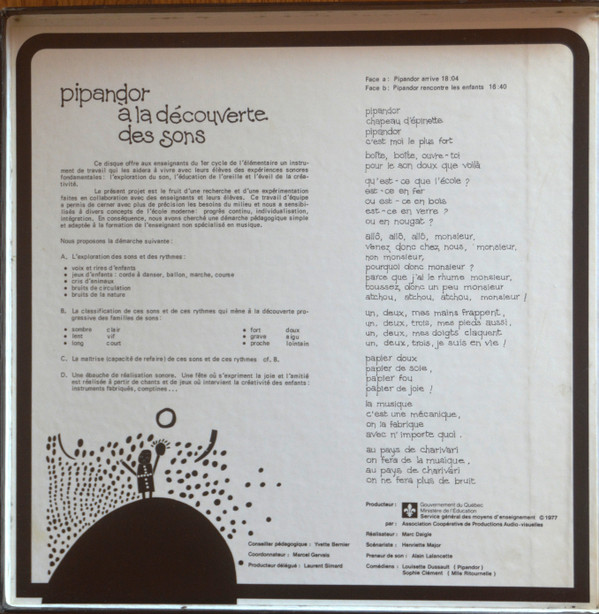 pipandor
à la découverte
des sons
Ce disque offre aux enseignants du 1er cycle de l'élémentaire un instru-
ment de travail qui les aidera à vivre avec leurs élèves des expériences sonores
fondamentales : l'exploration du son, l'éducation de l'oreille et l'éveil de la créa-
tivité.
Le présent projet est le fruit d'une recherche et d'une expérimentation
faites en collaboration avec des enseignants et leurs élèves. Ce travail d'équipe
a permis de cerner avec plus de précision les besoins du milieu et nous a sensibi-
lisés à divers concepts de l'école moderne: progrès continu, individualisation,
intégration. En conséquence, nous avons cherché une démarche pédagogique simple
et adaptée à la formation de l'enseignant non spécialisé en musique.
Nous proposons la démarche suivante :
A. L'exploration des sons et des rythmes :
• voix et rires d'enfants
• jeux d'enfants : corde à danser, ballon, marche, course
• cris d'animaux
• bruits de circulation
• bruits de la nature
B. La classification de ces sons et de ces rythmes qui mène à la découverte pro-
gressive des familles de sons :
• sombre clair • fort doux
• lent vif • grave aigu
• long court • proche lointain
C. La maîtrise (capacité de refaire) de ces sons et de ces rythmes cf. B.
D. Une ébauche de réalisation sonore. Une fête où s'expriment la joie et l'amitié
est réalisée à partir de chants et de jeux où intervient la créativité des enfants:
instruments fabriqués, comptines ...
Conseiller pédagogique : Yvette Bernier
Coordonnateur : Marcel Gervais
Producteur délégué : Laurent Simard
Face a : Pipandor arrive 18:04
Face b : Pipandor rencontre les enfants 16:40
pipandor
chapeau d'épinette
pipandor
c'est moi le plus fort
boîte, boîte, ouvre-toi
pour le son doux que voilà
qu'est-ce que l'école ?
est-ce en fer
ou est-ce en bois
est-ce en verre ?
ou en nougat ?
allô, allô, allô, monsieur,
venez donc chez nous, monsieur,
non monsieur,
pourquoi donc monsieur ?
parce que j'ai le rhume monsieur,
toussez donc un peu monsieur
atchou, atchou, atchou, monsieur !
un, deux, mes mains frappent,
un, deux, trois, mes pieds aussi,
un, deux, mes doigts claquent
un, deux, trois, je suis en vie !
papier doux
papier de soie,
papier fou
papier de joie !
la musique
c'est une mécanique,
on la fabrique
avec n'importe quoi.
au pays de charivari
on fera de la musique,
au pays de charivari
on ne fera plus de bruit.
Producteur : Gouvernement du Québec
Ministère de l'Éducation
Service général des moyens d'enseignement © 1977
par : Association Coopérative de Productions Audio-visuelles
Réalisateur : Marc Daigle
Scénariste : Henriette Major
Preneur de son : Alain Lalancette
Comédiens : Louisette Dussault ( Pipandor )
Sophie Clément ( Mlle Ritournelle )